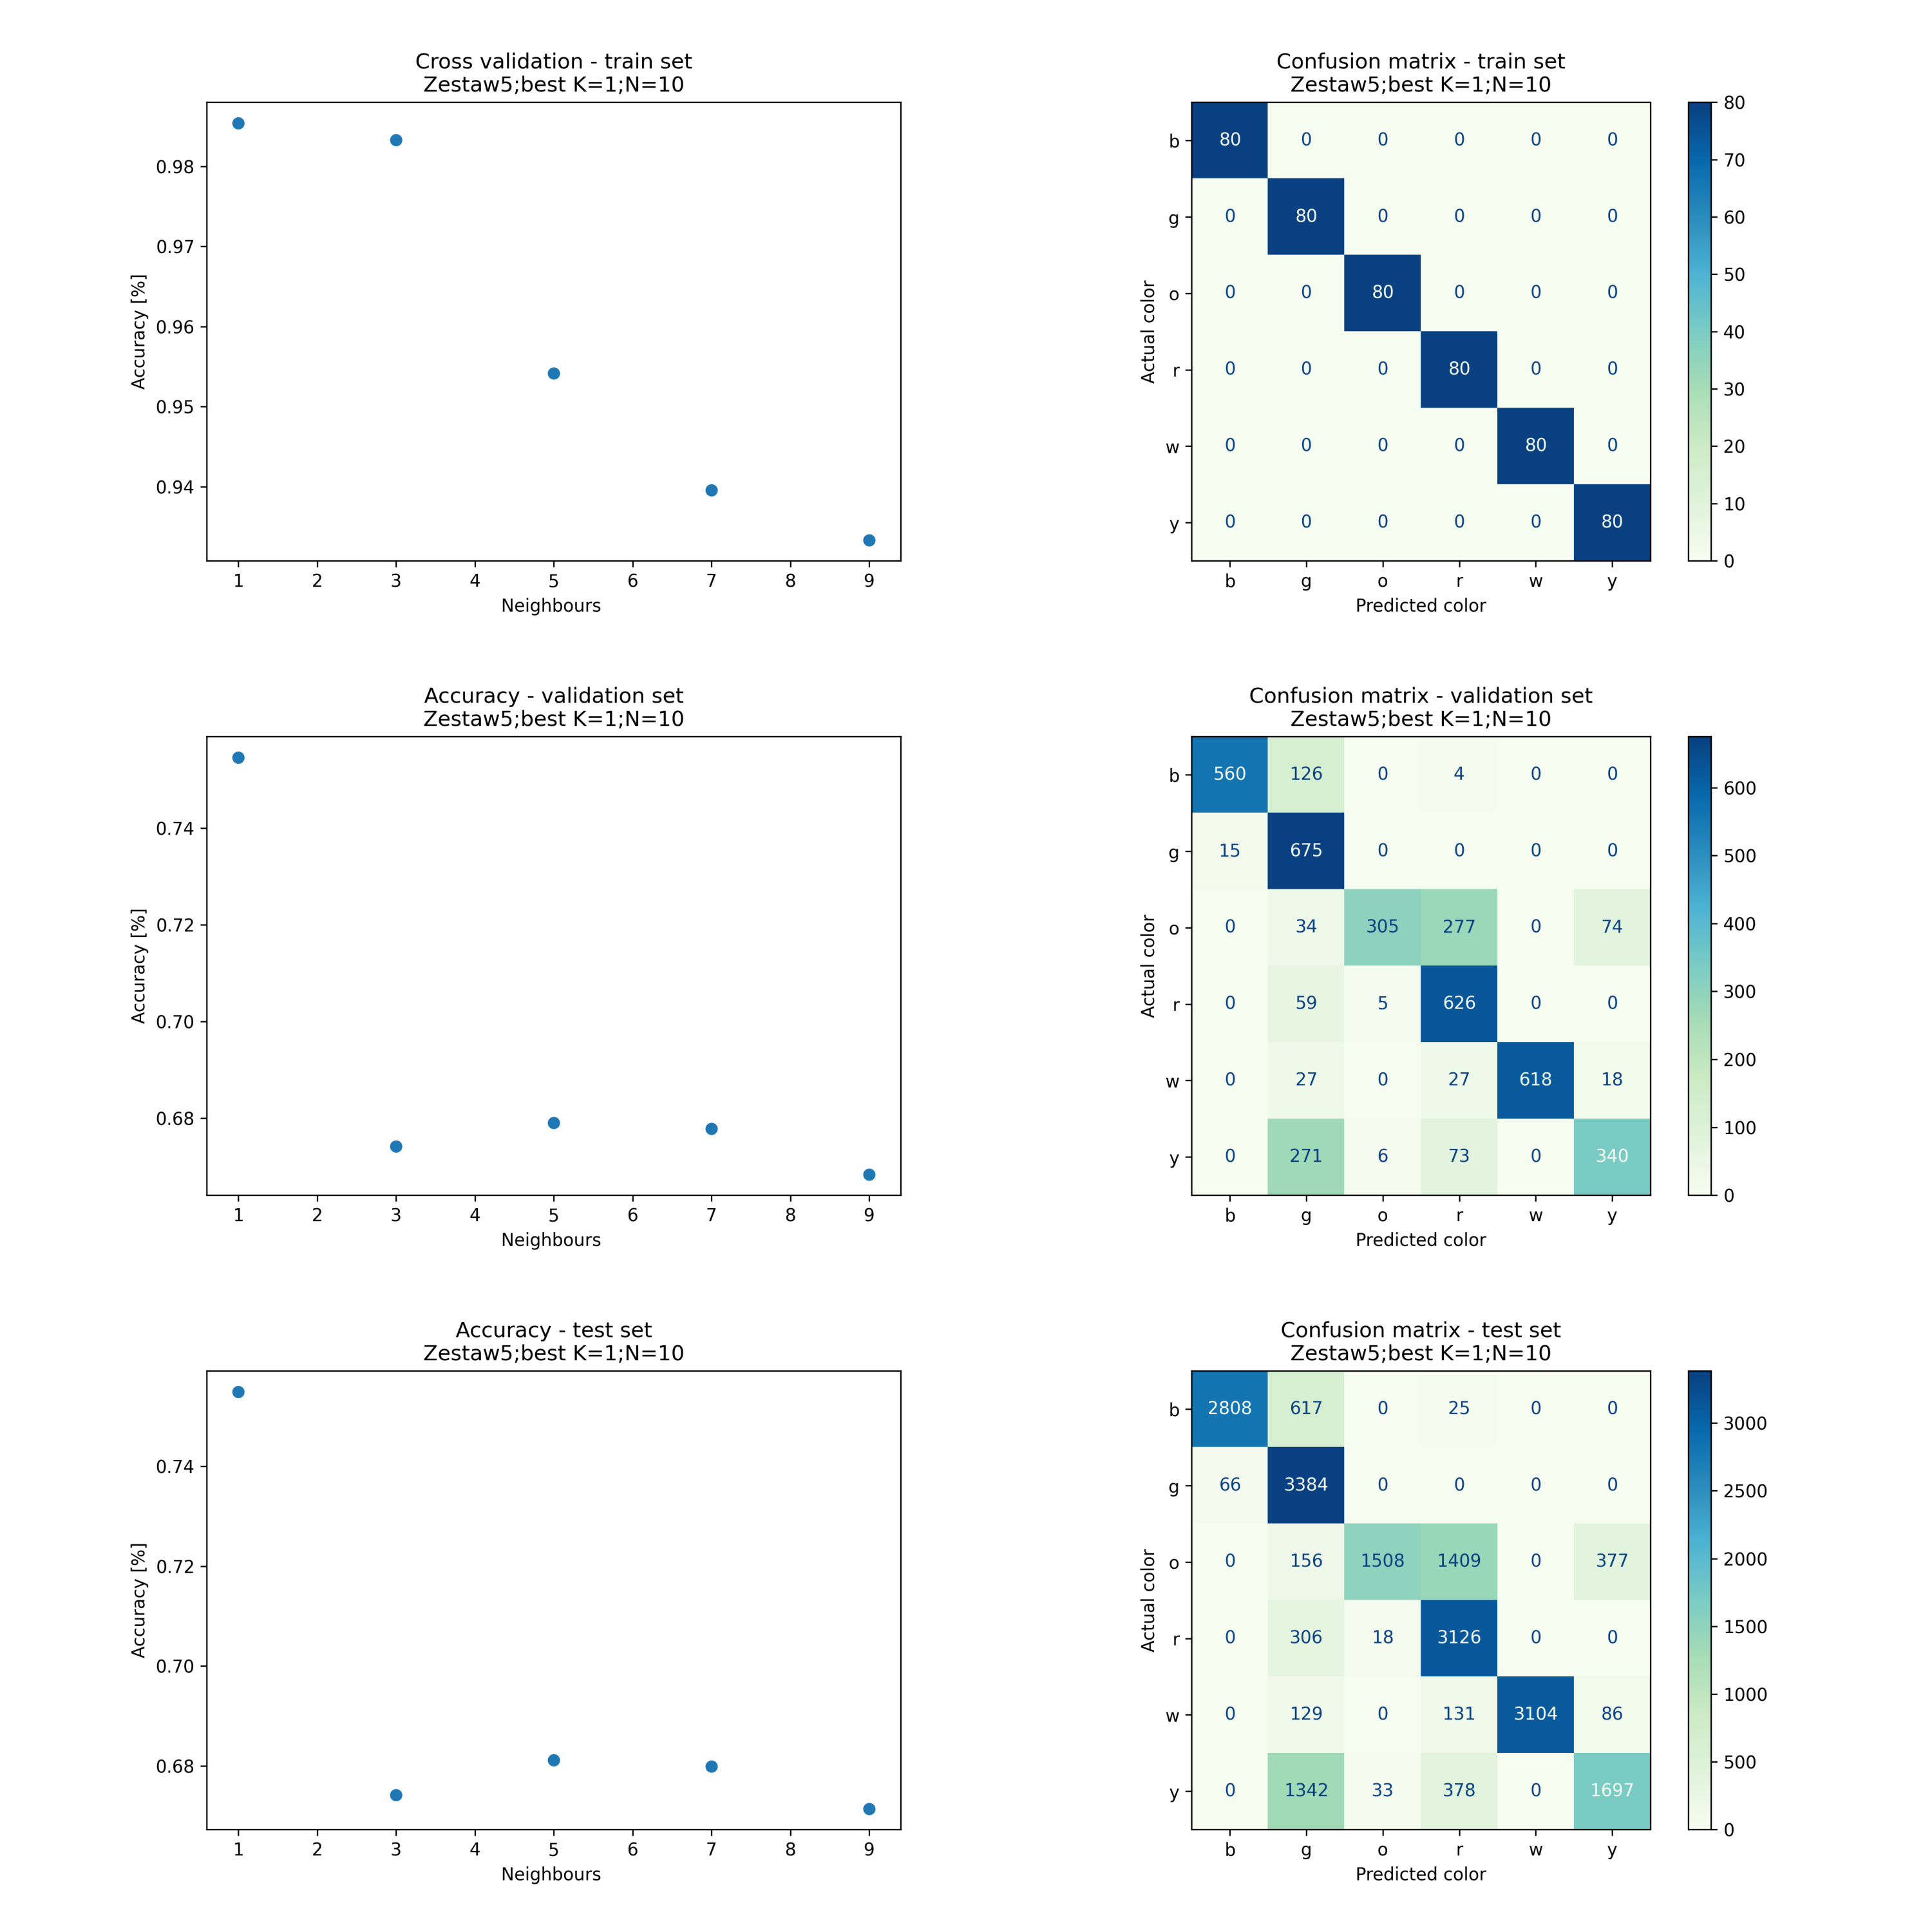 Cross validation - train set
Zestaw5;best K=1;N=10
Accuracy [%]
0.98
0.97
0.96
0.95
0.94
1 2 3 4 5 6 7 8 9
Neighbours
Confusion matrix - train set
Zestaw5;best K=1;N=10
Actual color
b 80 0 0 0 0 0
g 0 80 0 0 0 0
o 0 0 80 0 0 0
r 0 0 0 80 0 0
w 0 0 0 0 80 0
y 0 0 0 0 0 80
b g o r w y
Predicted color
80
70
60
50
40
30
20
10
0
Accuracy - validation set
Zestaw5;best K=1;N=10
Accuracy [%]
0.74
0.72
0.70
0.68
1 2 3 4 5 6 7 8 9
Neighbours
Confusion matrix - validation set
Zestaw5;best K=1;N=10
Actual color
b 560 126 0 4 0 0
g 15 675 0 0 0 0
o 0 34 305 277 0 74
r 0 59 5 626 0 0
w 0 27 0 27 618 18
y 0 271 6 73 0 340
b g o r w y
Predicted color
600
500
400
300
200
100
0
Accuracy - test set
Zestaw5;best K=1;N=10
Accuracy [%]
0.74
0.72
0.70
0.68
1 2 3 4 5 6 7 8 9
Neighbours
Confusion matrix - test set
Zestaw5;best K=1;N=10
Actual color
b 2808 617 0 25 0 0
g 66 3384 0 0 0 0
o 0 156 1508 1409 0 377
r 0 306 18 3126 0 0
w 0 129 0 131 3104 86
y 0 1342 33 378 0 1697
b g o r w y
Predicted color
3000
2500
2000
1500
1000
500
0